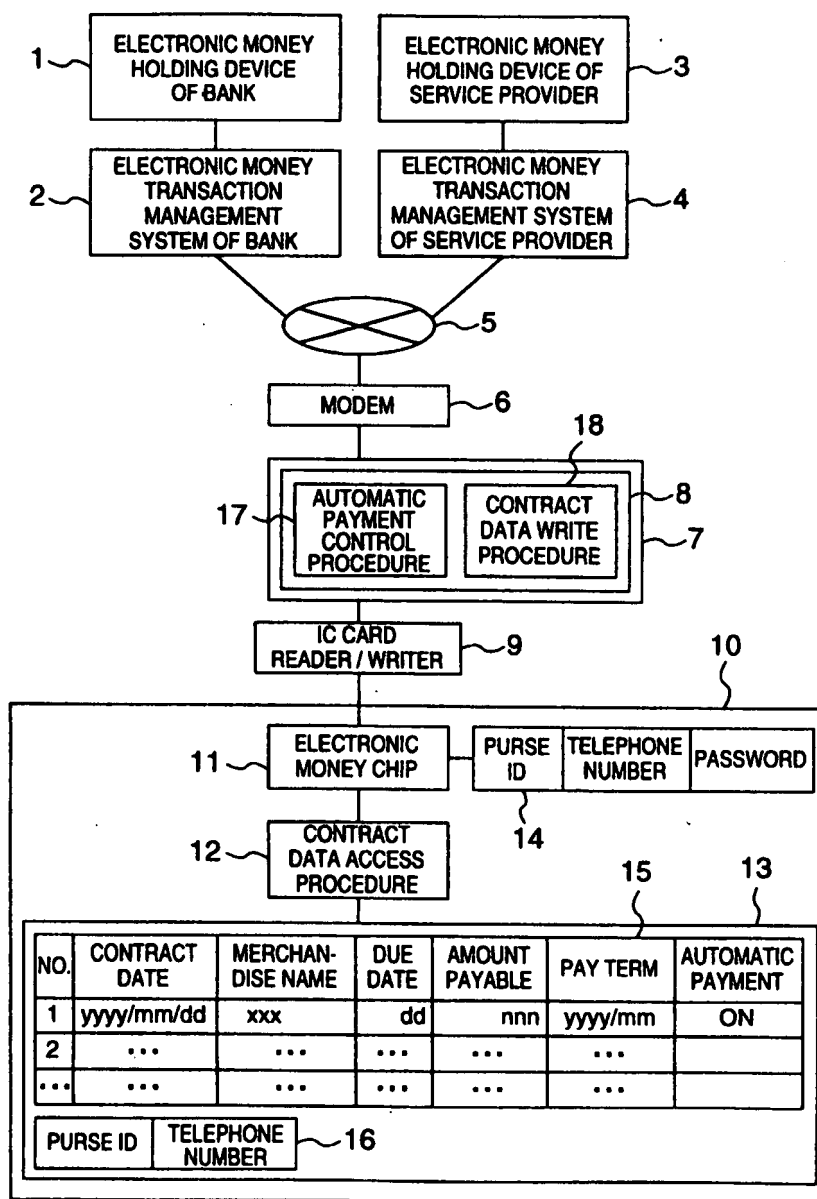 1
ELECTRONIC MONEY
HOLDING DEVICE
OF BANK
ELECTRONIC MONEY
HOLDING DEVICE OF
SERVICE PROVIDER
3
2
ELECTRONIC MONEY
TRANSACTION
MANAGEMENT
SYSTEM OF BANK
ELECTRONIC MONEY
TRANSACTION
MANAGEMENT SYSTEM
OF SERVICE PROVIDER
4
5
MODEM
6
18
17
AUTOMATIC
PAYMENT
CONTROL
PROCEDURE
CONTRACT
DATA WRITE
PROCEDURE
8
7
IC CARD
READER / WRITER
9
10
11
ELECTRONIC
MONEY CHIP
PURSE
ID
TELEPHONE
NUMBER
PASSWORD
14
12
CONTRACT
DATA ACCESS
PROCEDURE
15
13
NO.
CONTRACT
DATE
MERCHAN-
DISE NAME
DUE
DATE
AMOUNT
PAYABLE
PAY TERM
AUTOMATIC
PAYMENT
1 yyyy/mm/dd xxx dd nnn yyyy/mm ON
2 ... ... ... ... ...
... ... ... ... ... ...
PURSE ID
TELEPHONE
NUMBER
16